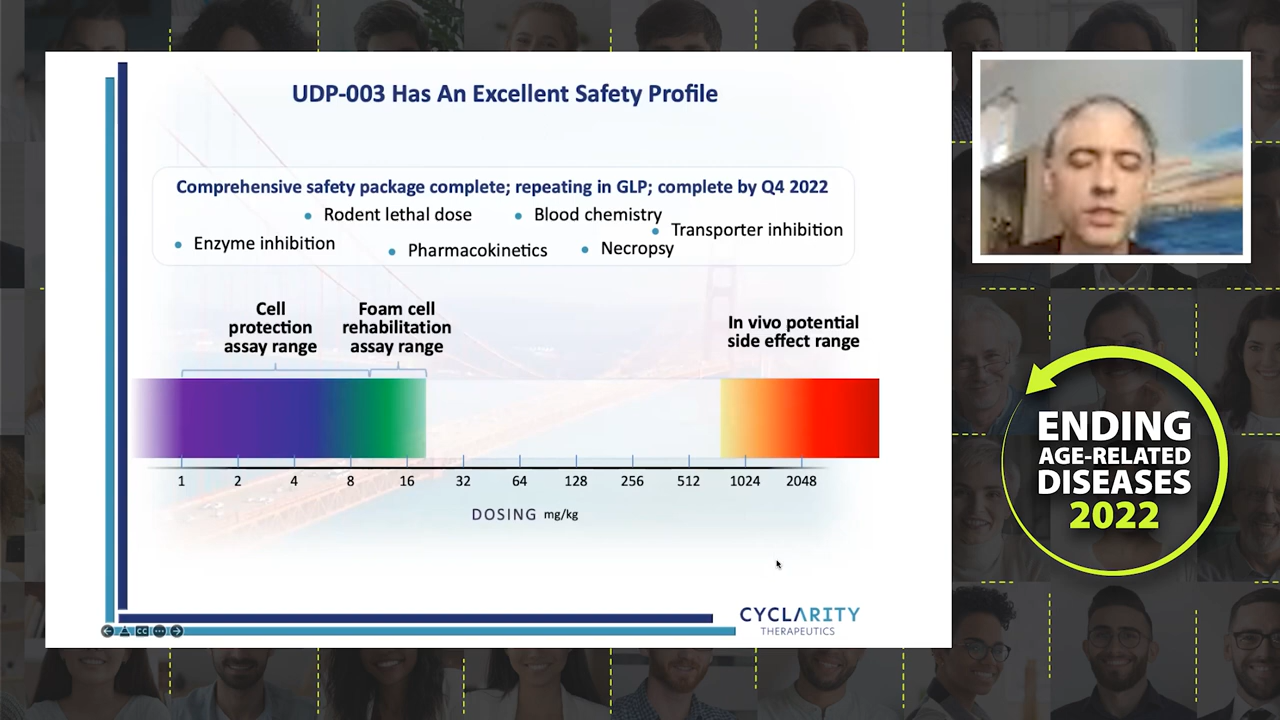 UDP-003 Has An Excellent Safety Profile
Comprehensive safety package complete; repeating in GLP; complete by Q4 2022
• Rodent lethal dose
• Blood chemistry
• Transporter inhibition
• Enzyme inhibition
• Pharmacokinetics
• Necropsy
Cell
protection
assay range
Foam cell
rehabilitation
assay range
In vivo potential
side effect range
1 2 4 8 16 32 64 128 256 512 1024 2048
DOSING mg/kg
CYCLARITY
THERAPEUTICS
CC
ENDING
AGE-RELATED
DISEASES
2022